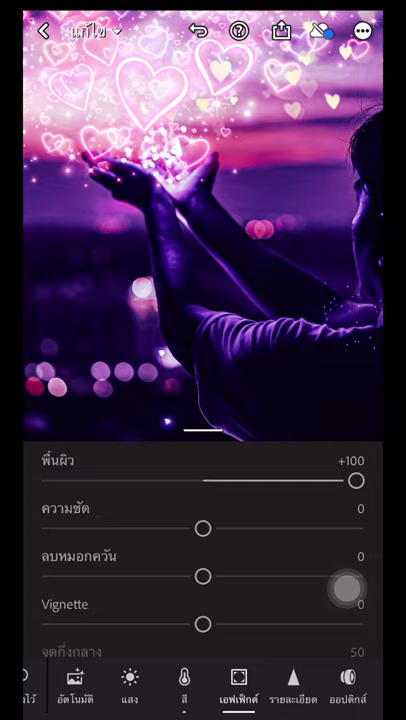 แก้ไข
พื้นผิว +100
ความชัด 0
ลบหมอกควัน 0
Vignette 0
จุดกึ่งกลาง 50
อัตโนมัติ แสง สี เอฟเฟ็กต์ รายละเอียด ออปติกส์